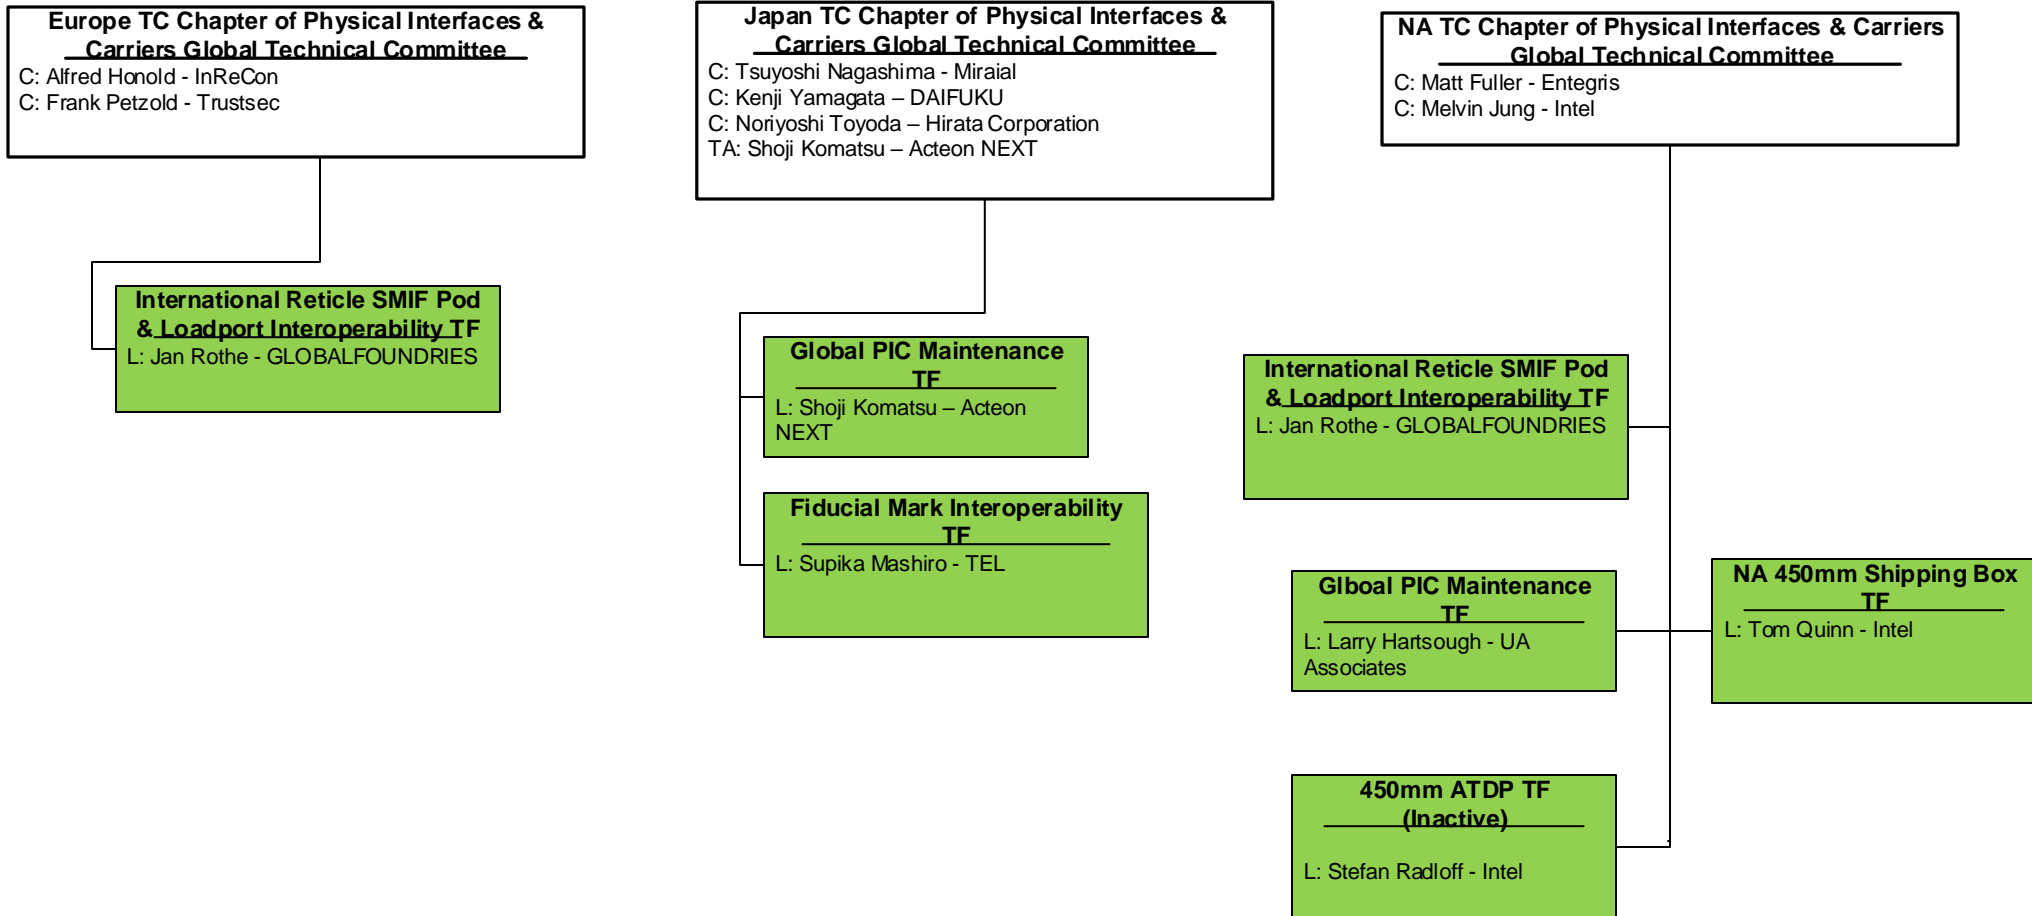 Europe TC Chapter of Physical Interfaces &
Carriers Global Technical Committee
C: Alfred Honold - InReCon
C: Frank Petzold - Trustsec
International Reticle SMIF Pod
& Loadport Interoperability TF
L: Jan Rothe - GLOBALFOUNDRIES
Japan TC Chapter of Physical Interfaces &
Carriers Global Technical Committee
C: Tsuyoshi Nagashima - Miraial
C: Kenji Yamagata – DAIFUKU
C: Noriyoshi Toyoda – Hirata Corporation
TA: Shoji Komatsu – Acteon NEXT
Global PIC Maintenance
TF
L: Shoji Komatsu – Acteon
NEXT
Fiducial Mark Interoperability
TF
L: Supika Mashiro - TEL
NA TC Chapter of Physical Interfaces & Carriers
Global Technical Committee
C: Matt Fuller - Entegris
C: Melvin Jung - Intel
International Reticle SMIF Pod
& Loadport Interoperability TF
L: Jan Rothe - GLOBALFOUNDRIES
Glboal PIC Maintenance
TF
L: Larry Hartsough - UA
Associates
NA 450mm Shipping Box
TF
L: Tom Quinn - Intel
450mm ATDP TF
(Inactive)
L: Stefan Radloff - Intel